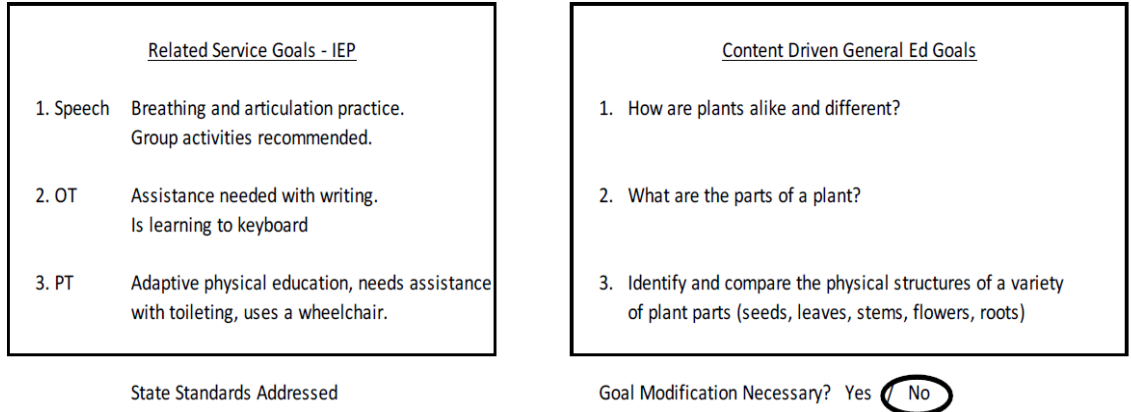 Related Service Goals - IEP
1. Speech Breathing and articulation practice.
Group activities recommended.
2. OT Assistance needed with writing.
Is learning to keyboard
3. PT Adaptive physical education, needs assistance
with toileting, uses a wheelchair.
Content Driven General Ed Goals
1. How are plants alike and different?
2. What are the parts of a plant?
3. Identify and compare the physical structures of a variety
of plant parts (seeds, leaves, stems, flowers, roots)
State Standards Addressed
Goal Modification Necessary? Yes / No